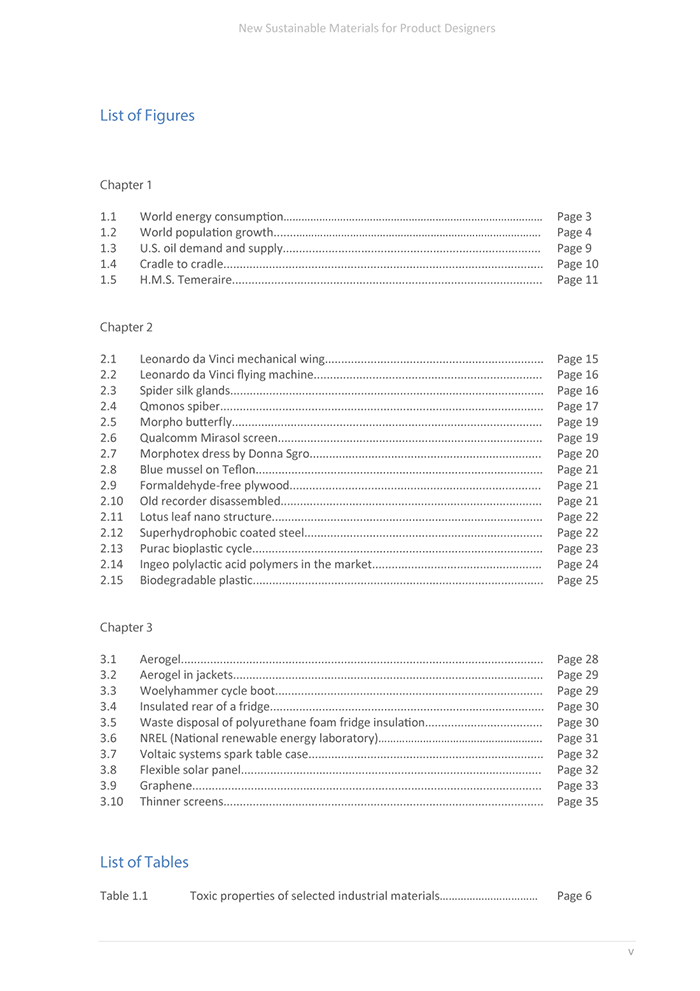 New Sustainable Materials for Product Designers
List of Figures
Chapter 1
1.1 World energy consumption........ Page 3
1.2 World population growth........ Page 4
1.3 U.S. oil demand and supply........ Page 9
1.4 Cradle to cradle........ Page 10
1.5 H.M.S. Temeraire........ Page 11
Chapter 2
2.1 Leonardo da Vinci mechanical wing........ Page 15
2.2 Leonardo da Vinci flying machine........ Page 16
2.3 Spider silk glands........ Page 16
2.4 Qmonos spiber........ Page 17
2.5 Morpho butterfly........ Page 19
2.6 Qualcomm Mirasol screen........ Page 19
2.7 Morphotex dress by Donna Sgro........ Page 20
2.8 Blue mussel on Teflon........ Page 21
2.9 Formaldehyde-free plywood........ Page 21
2.10 Old recorder disassembled........ Page 21
2.11 Lotus leaf nano structure........ Page 22
2.12 Superhydrophobic coated steel........ Page 22
2.13 Purac bioplastic cycle........ Page 23
2.14 Ingeo polylactic acid polymers in the market........ Page 24
2.15 Biodegradable plastic........ Page 25
Chapter 3
3.1 Aerogel........ Page 28
3.2 Aerogel in jackets........ Page 29
3.3 Woelyhammer cycle boot........ Page 29
3.4 Insulated rear of a fridge........ Page 30
3.5 Waste disposal of polyurethane foam fridge insulation........ Page 30
3.6 NREL (National renewable energy laboratory)........ Page 31
3.7 Voltaic systems spark table case........ Page 32
3.8 Flexible solar panel........ Page 32
3.9 Graphene........ Page 33
3.10 Thinner screens........ Page 35
List of Tables
Table 1.1 Toxic properties of selected industrial materials........ Page 6
v